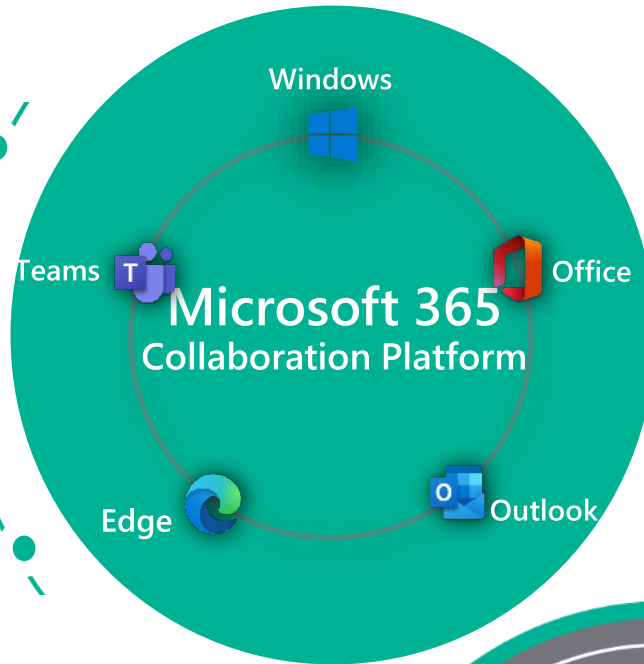 Windows
Teams
T
Office
Microsoft 365
Collaboration Platform
Edge
O
Outlook